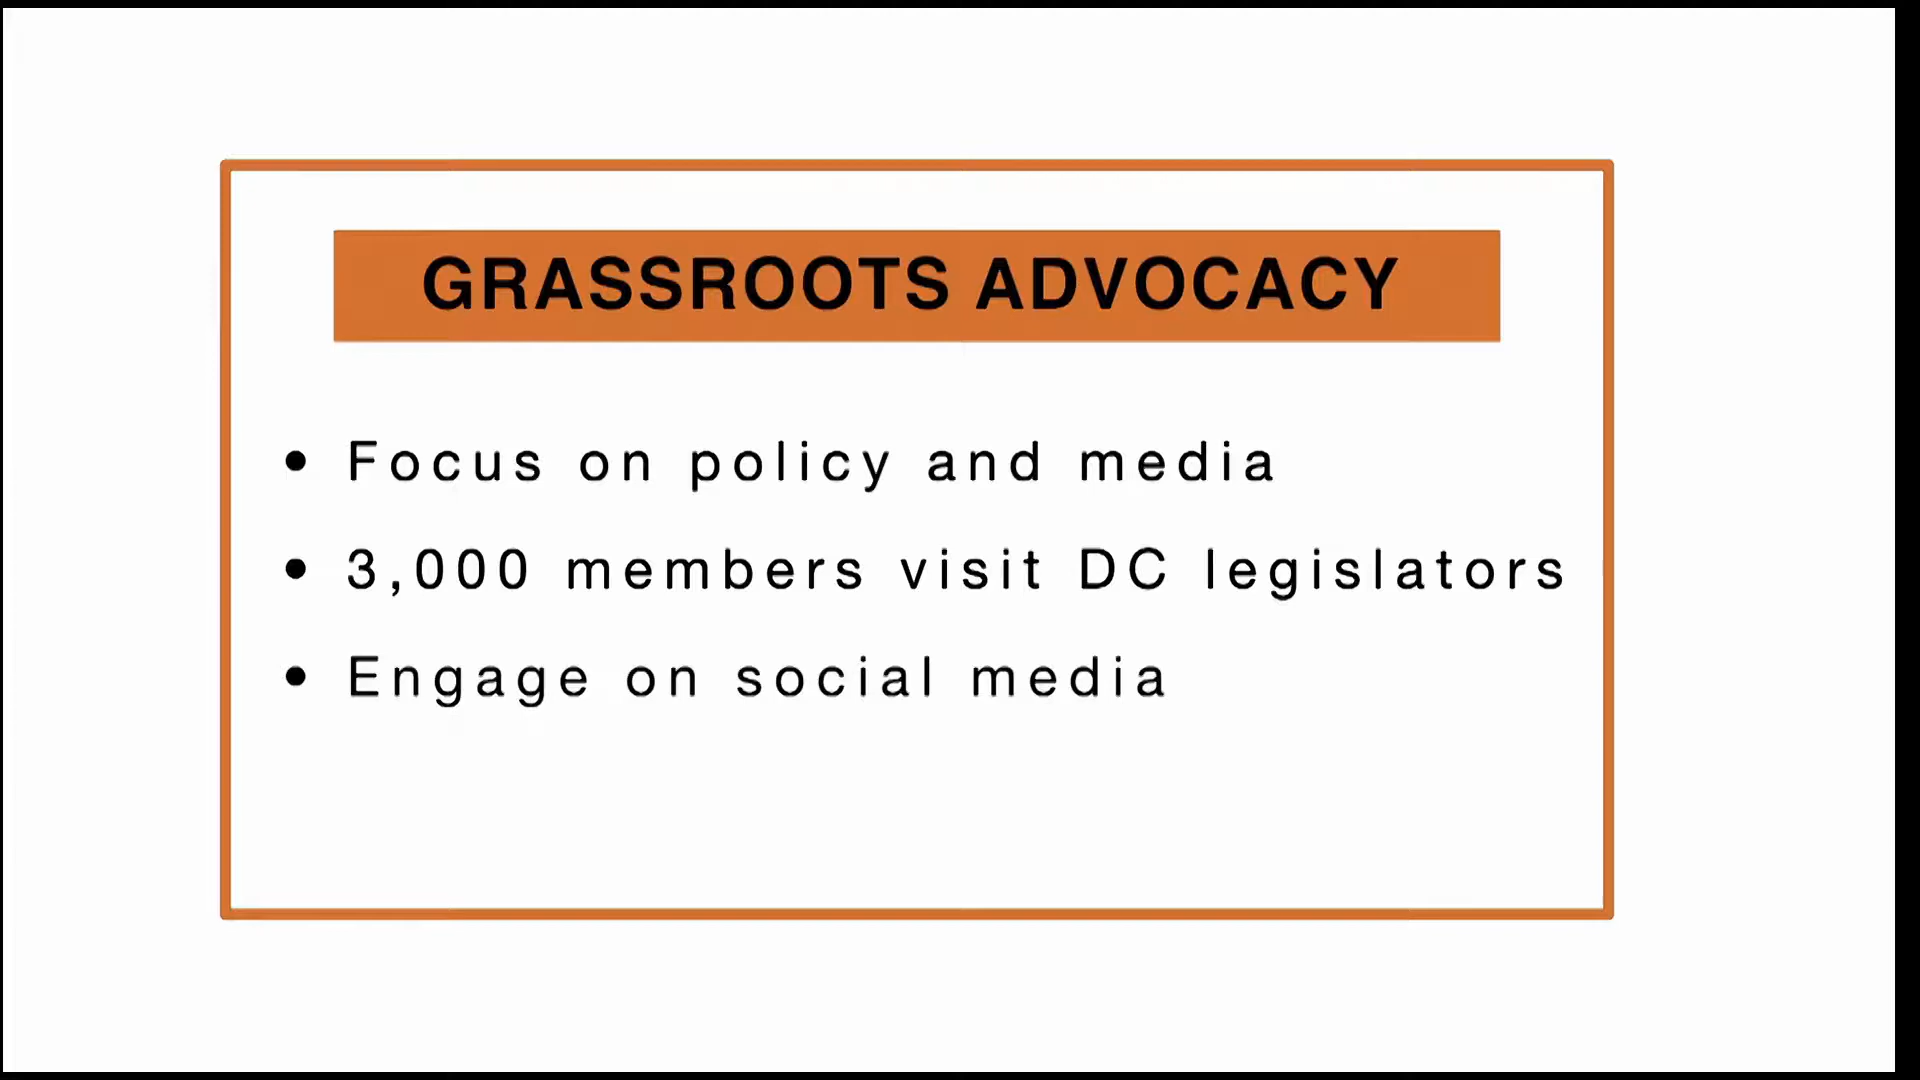 GRASSROOTS ADVOCACY
• Focus on policy and media
• 3,000 members visit DC legislators
• Engage on social media